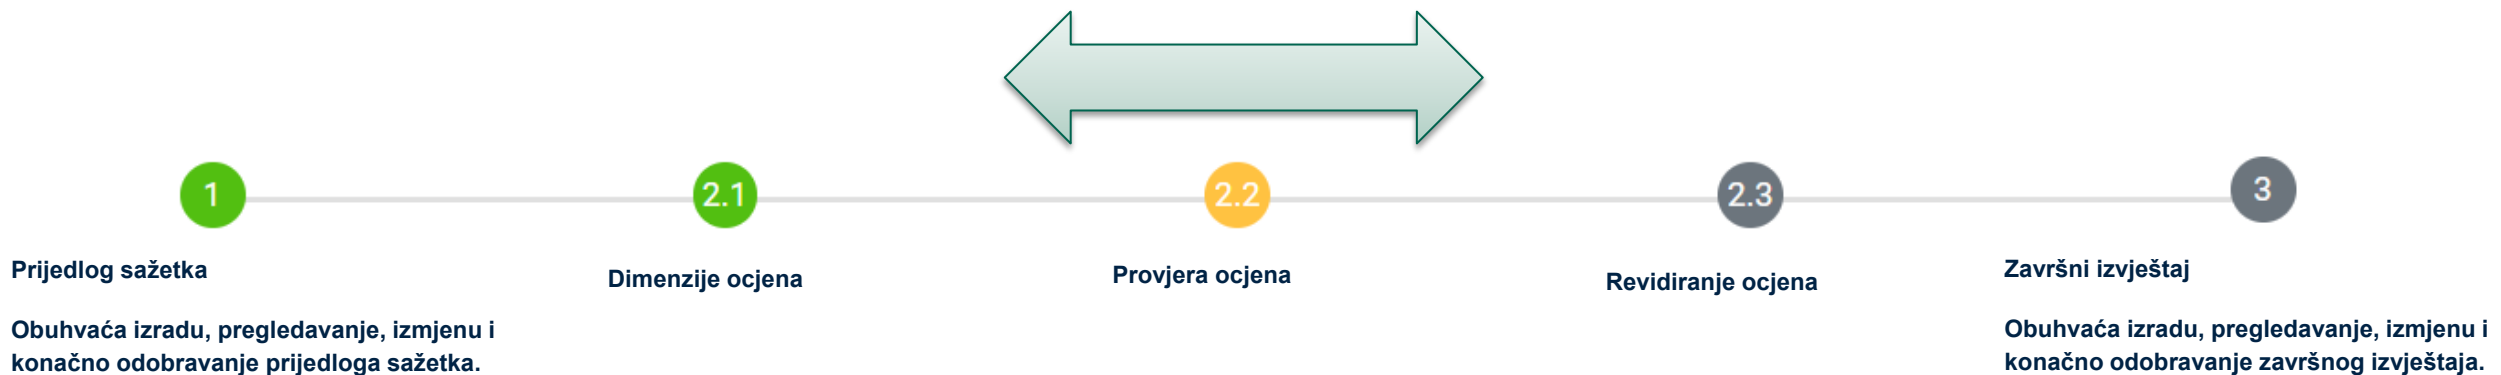 1
2.1
2.2
2.3
3
Prijedlog sažetka
Obuhvaća izradu, pregledavanje, izmjenu i
konačno odobravanje prijedloga sažetka.
Dimenzije ocjena
Provjera ocjena
Revidiranje ocjena
Završni izvještaj
Obuhvaća izradu, pregledavanje, izmjenu i
konačno odobravanje završnog izvještaja.